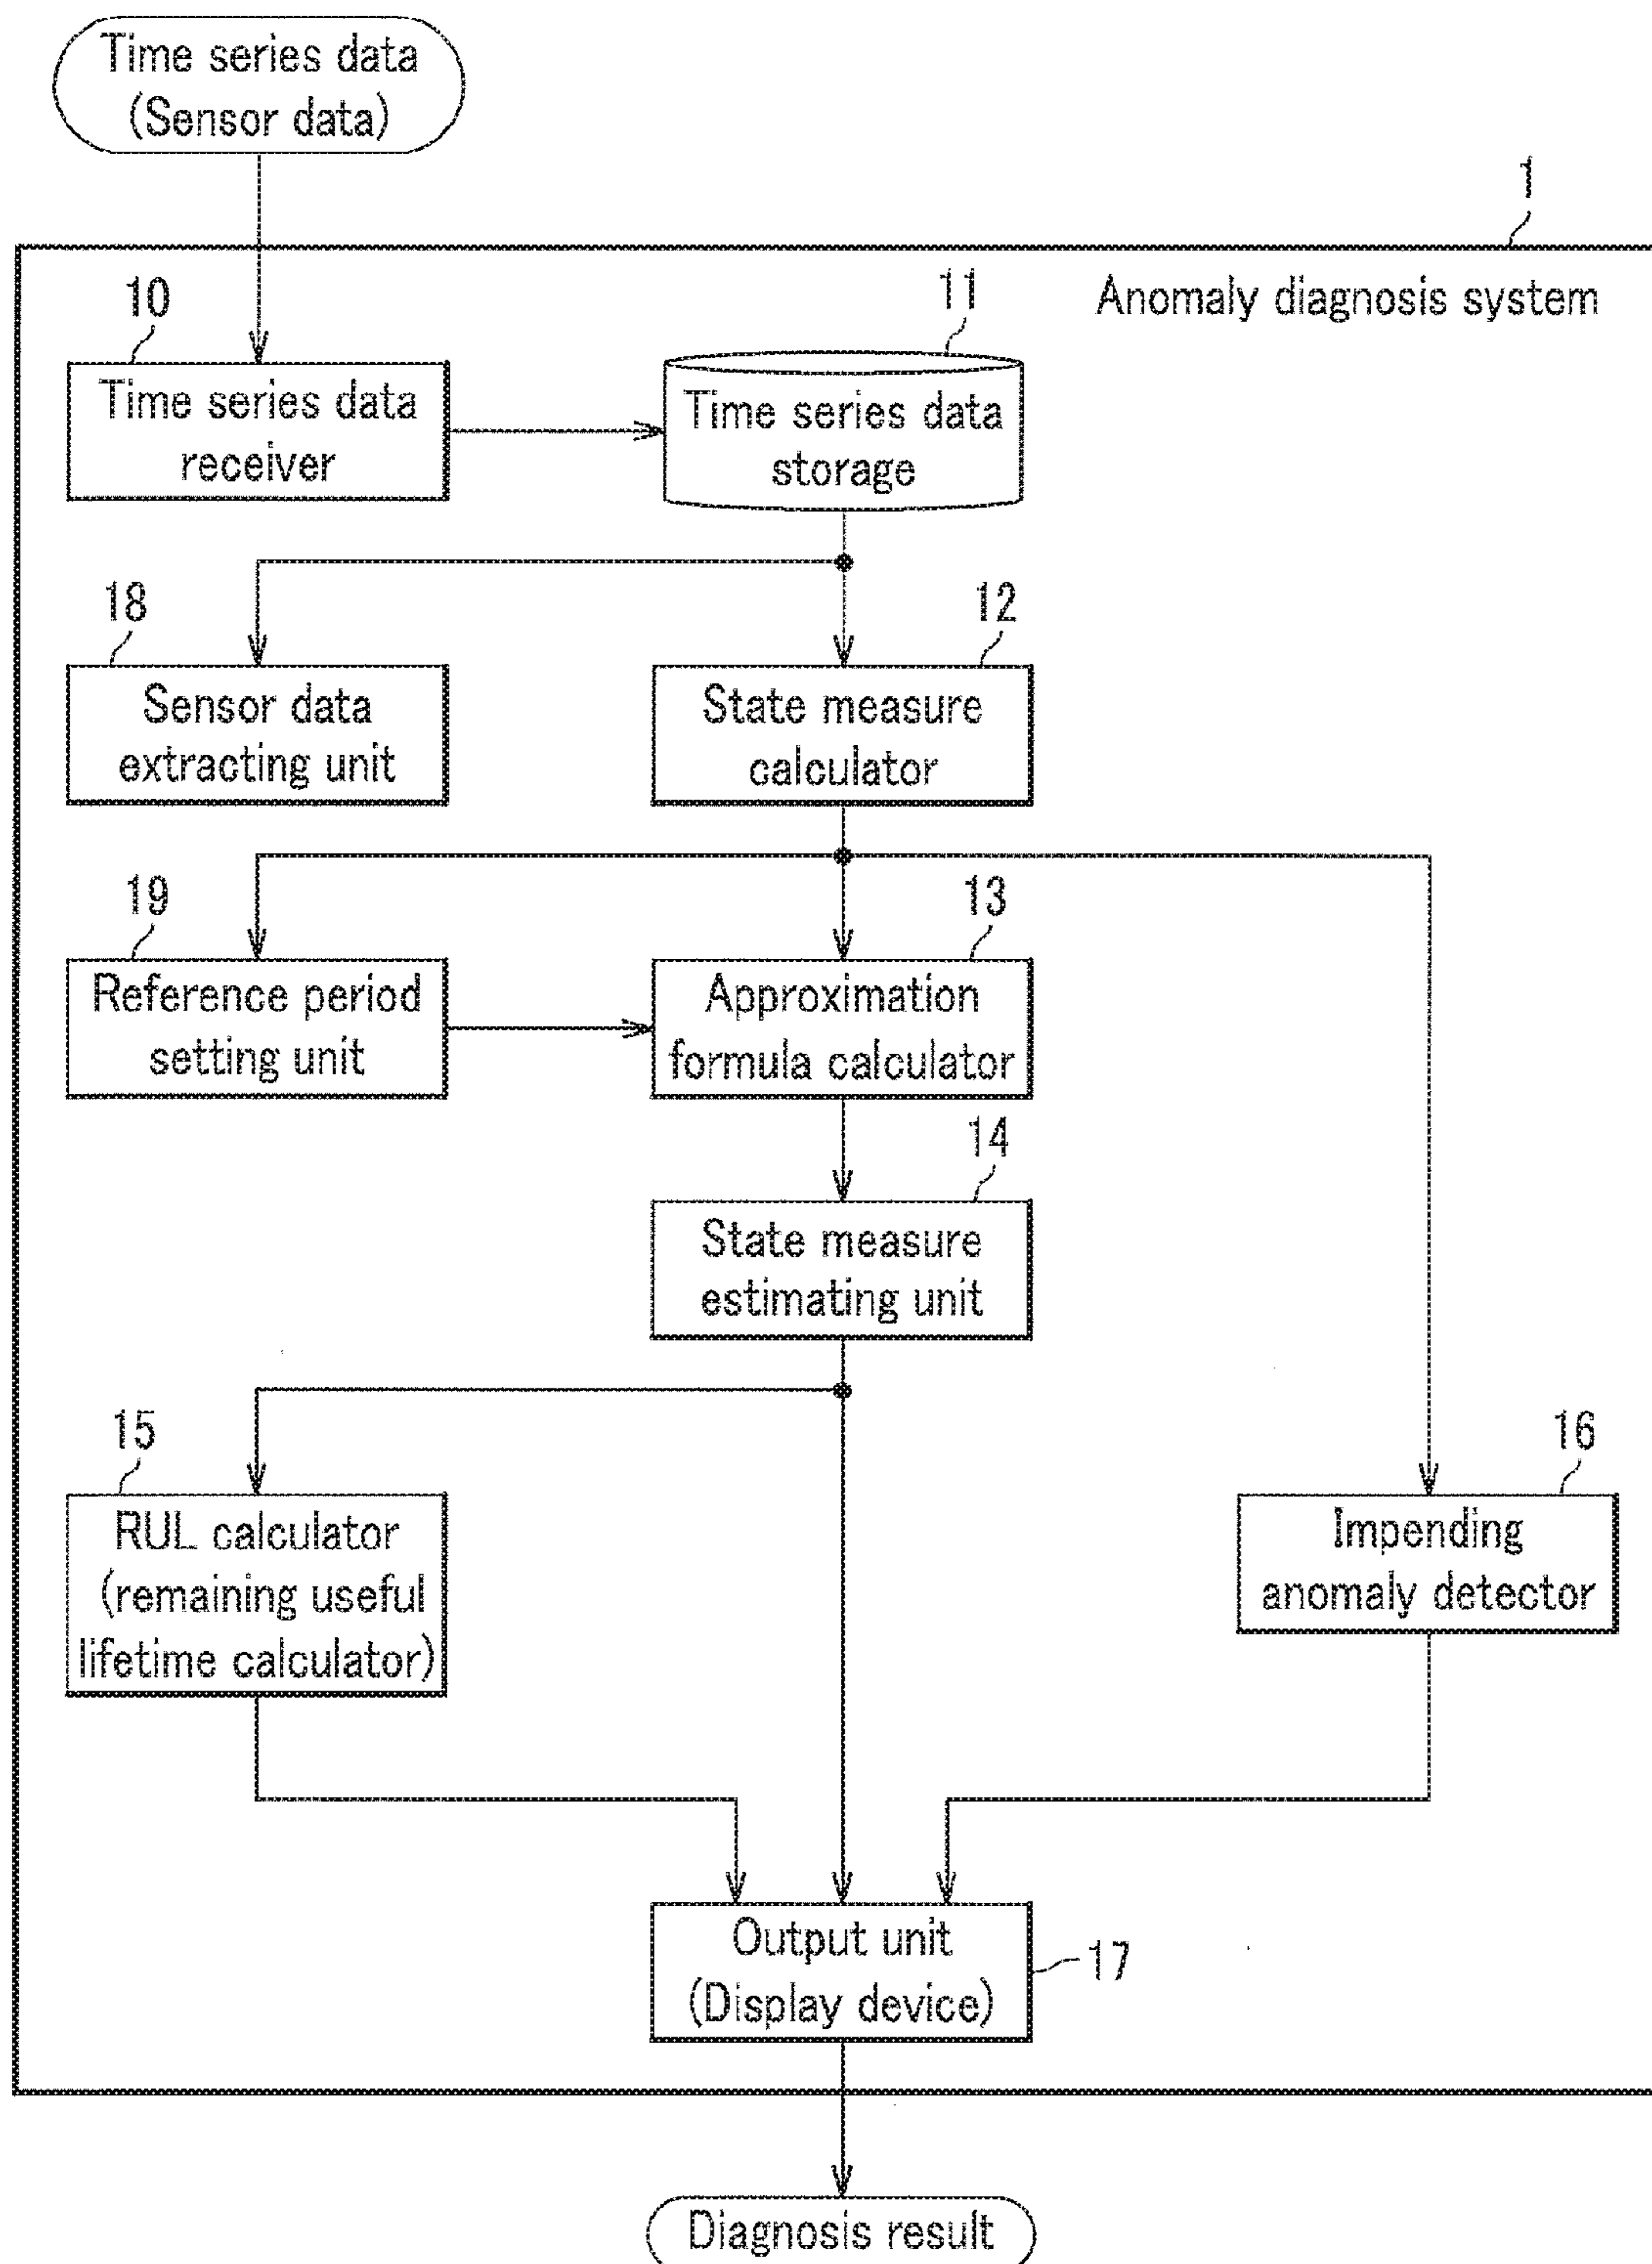 Time series data
(Sensor data)
1
Anomaly diagnosis system
10
Time series data
receiver
11
Time series data
storage
18
Sensor data
extracting unit
12
State measure
calculator
19
Reference period
setting unit
13
Approximation
formula calculator
14
State measure
estimating unit
15
RUL calculator
(remaining useful
lifetime calculator)
16
Impending
anomaly detector
Output unit
(Display device)
17
Diagnosis result